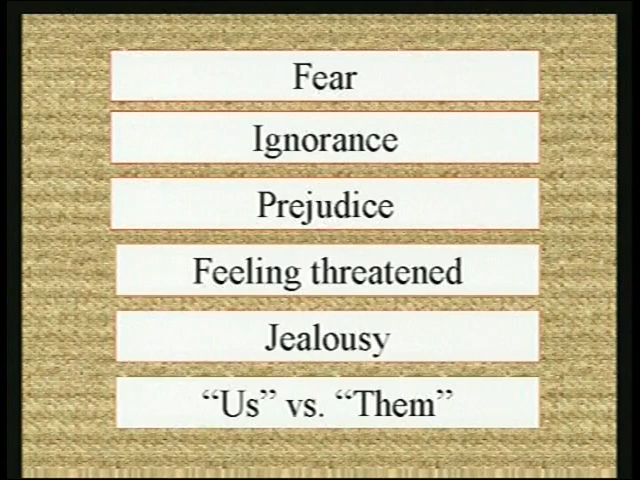 Fear
Ignorance
Prejudice
Feeling threatened
Jealousy
“Us” vs. “Them”